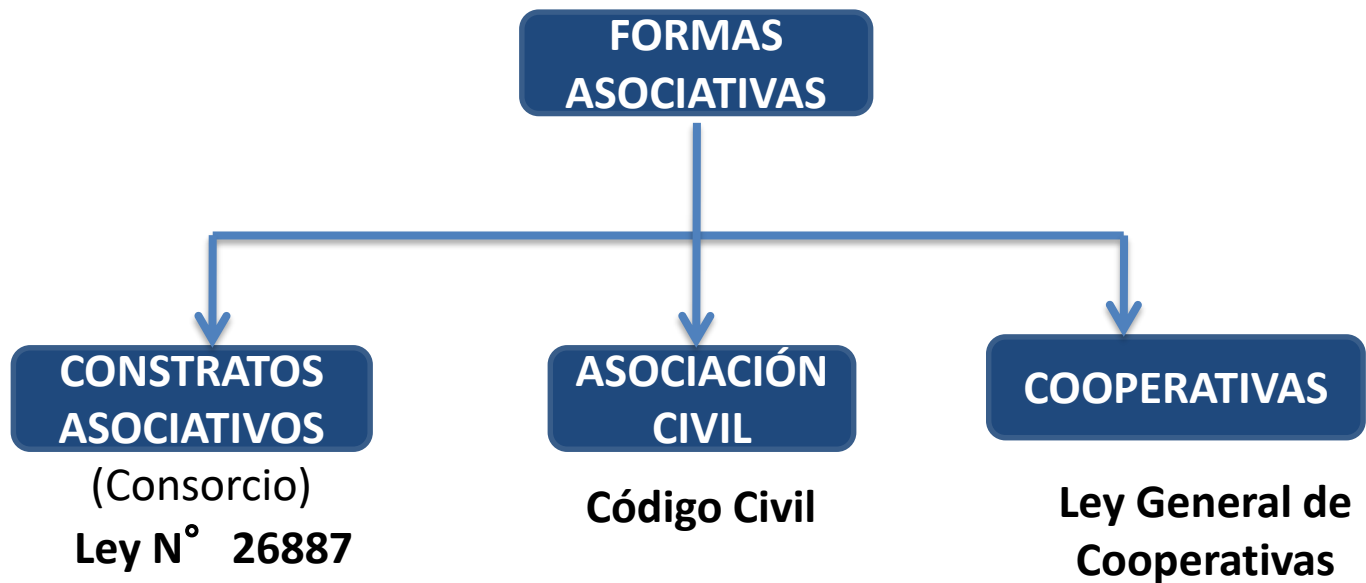 FORMAS
ASOCIATIVAS
CONSTRATOS
ASOCIATIVOS
(Consorcio)
Ley N° 26887
ASOCIACIÓN
CIVIL
Código Civil
COOPERATIVAS
Ley General de
Cooperativas